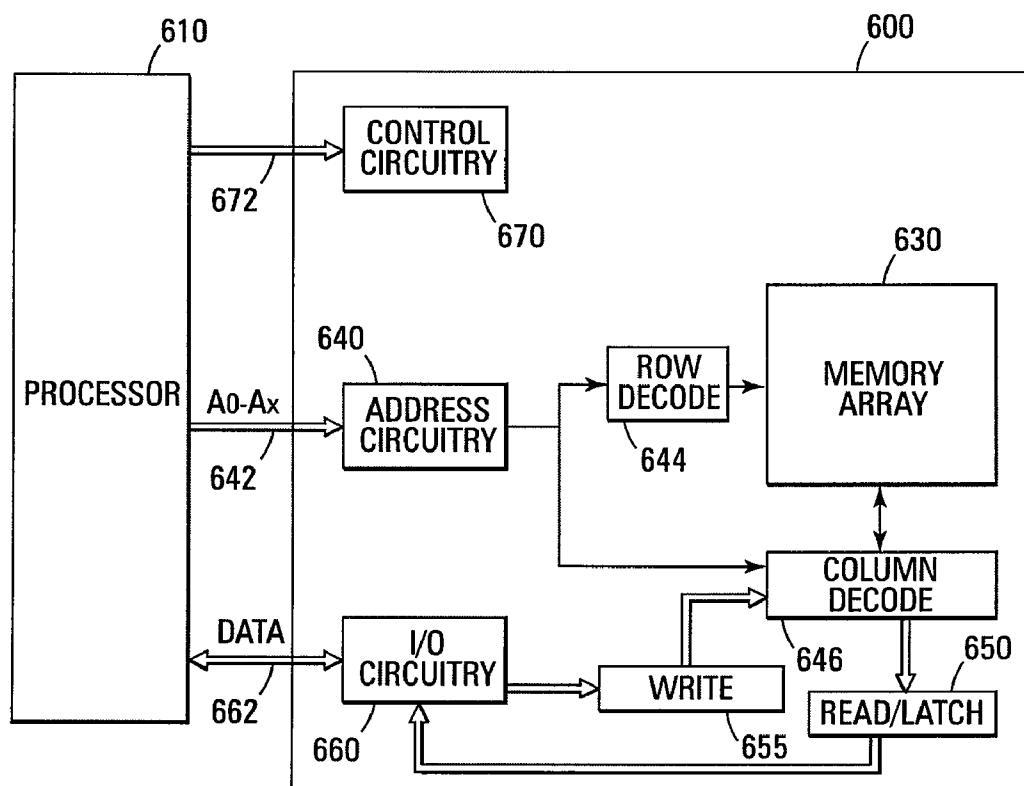 610
600
CONTROL
CIRCUITRY
672
670
630
640
PROCESSOR
A0-Ax
ADDRESS
CIRCUITRY
ROW
DECODE
MEMORY
ARRAY
642
644
COLUMN
DECODE
DATA
I/O
CIRCUITRY
646
650
WRITE
READ/LATCH
662
660
655